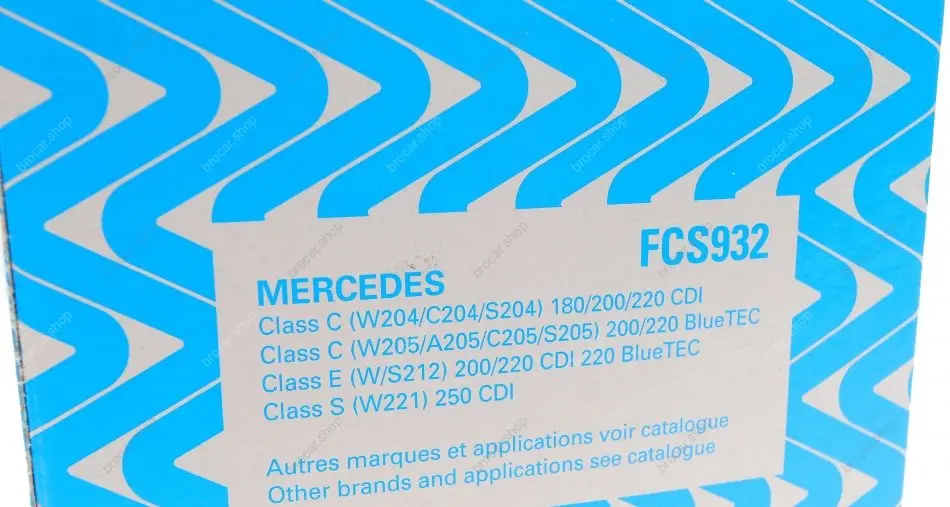 FCS932
MERCEDES
Class C (W204/C204/S204) 180/200/220 CDI
Class C (W205/A205/C205/S205) 200/220 BlueTEC
Class E (W/S212) 200/220 CDI 220 BlueTEC
Class S (W221) 250 CDI
Autres marques et applications voir catalogue
Other brands and applications see catalogue
brocar.shop